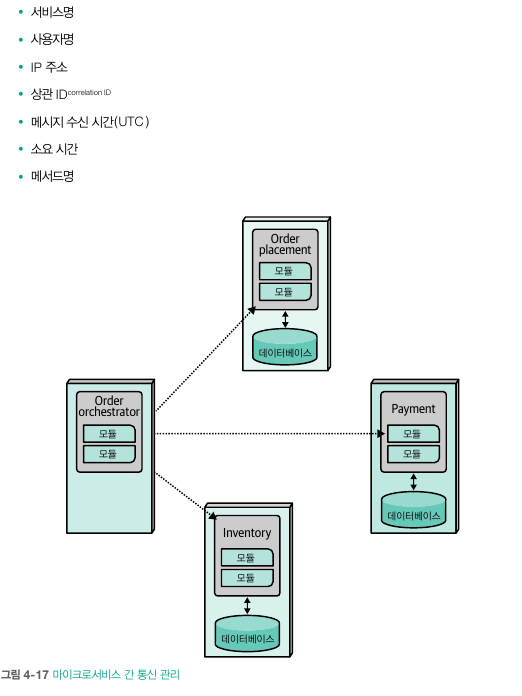 • 서비스명
• 사용자명
• IP 주소
• 상관 ID correlation ID
• 메시지 수신 시간(UTC)
• 소요 시간
• 메서드명
Order
placement
모듈
모듈
데이터베이스
Order
orchestrator
모듈
모듈
Payment
모듈
모듈
데이터베이스
Inventory
모듈
모듈
데이터베이스
그림 4-17 마이크로서비스 간 통신 관리